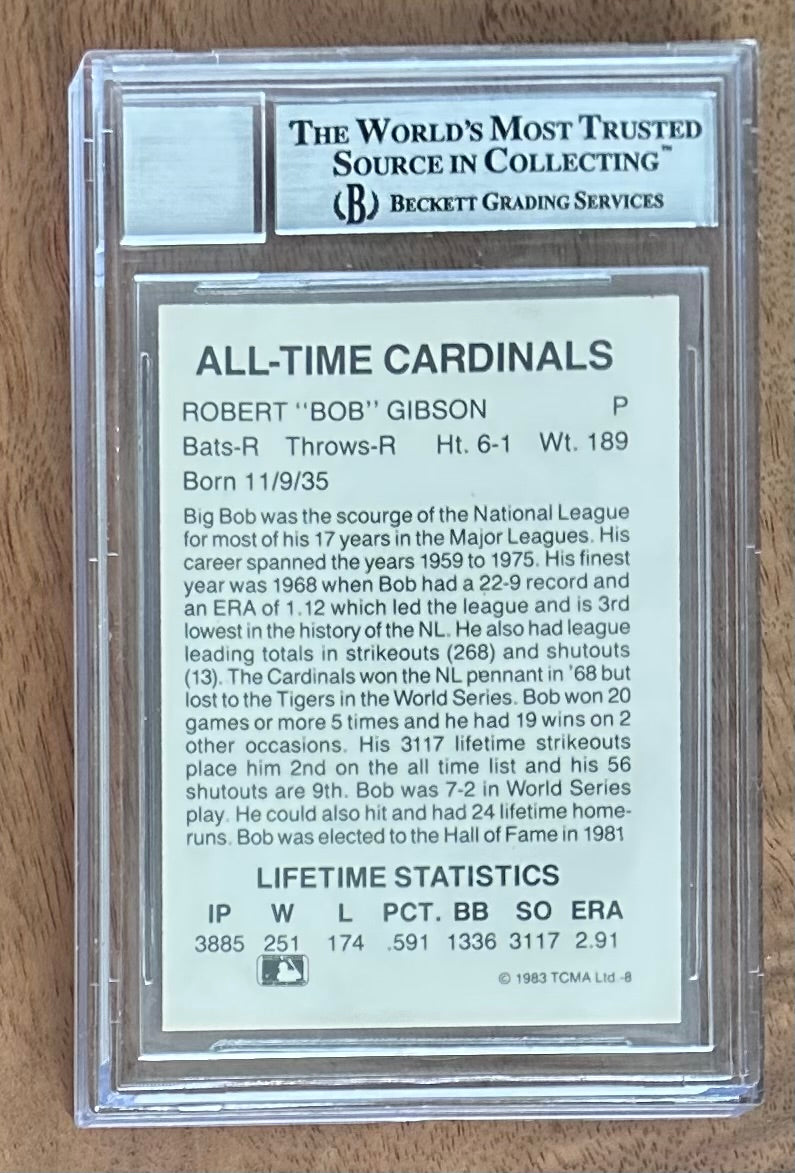 THE WORLD'S MOST TRUSTED
SOURCE IN COLLECTING™
(B) BECKETT GRADING SERVICES
ALL-TIME CARDINALS
ROBERT "BOB" GIBSON P
Bats-R Throws-R Ht. 6-1 Wt. 189
Born 11/9/35
Big Bob was the scourge of the National League
for most of his 17 years in the Major Leagues. His
career spanned the years 1959 to 1975. His finest
year was 1968 when Bob had a 22-9 record and
an ERA of 1.12 which led the league and is 3rd
lowest in the history of the NL. He also had league
leading totals in strikeouts (268) and shutouts
(13). The Cardinals won the NL pennant in '68 but
lost to the Tigers in the World Series. Bob won 20
games or more 5 times and he had 19 wins on 2
other occasions. His 3117 lifetime strikeouts
place him 2nd on the all time list and his 56
shutouts are 9th. Bob was 7-2 in World Series
play. He could also hit and had 24 lifetime home-
runs. Bob was elected to the Hall of Fame in 1981
LIFETIME STATISTICS
IP W L PCT. BB SO ERA
3885 251 174 .591 1336 3117 2.91
© 1983 TCMA Ltd.-8